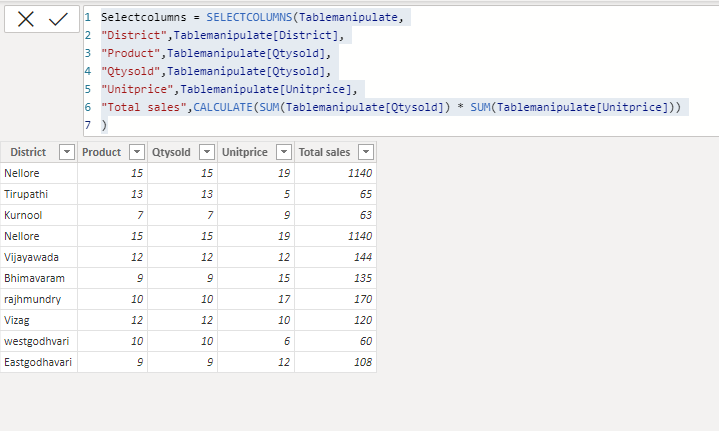 1 Selectcolumns = SELECTCOLUMNS(Tablemanipulate,
2 "District",Tablemanipulate[District],
3 "Product",Tablemanipulate[Qtysold],
4 "Qtysold",Tablemanipulate[Qtysold],
5 "Unitprice",Tablemanipulate[Unitprice],
6 "Total sales",CALCULATE(SUM(Tablemanipulate[Qtysold]) * SUM(Tablemanipulate[Unitprice]))
7 )
District Product Qtysold Unitprice Total sales
Nellore 15 15 19 1140
Tirupathi 13 13 5 65
Kurnool 7 7 9 63
Nellore 15 15 19 1140
Vijayawada 12 12 12 144
Bhimavaram 9 9 15 135
rajhmundry 10 10 17 170
Vizag 12 12 10 120
westgodhvari 10 10 6 60
Eastgodhavari 9 9 12 108